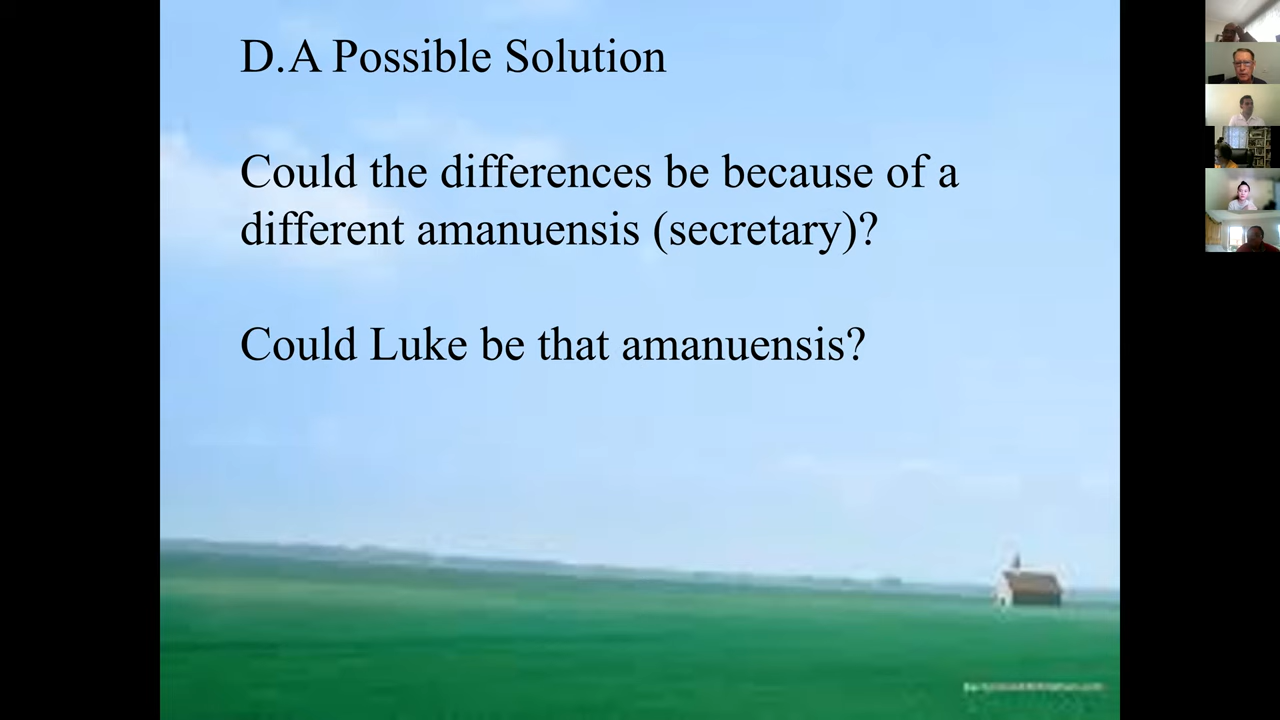 D.A Possible Solution
Could the differences be because of a
different amanuensis (secretary)?
Could Luke be that amanuensis?